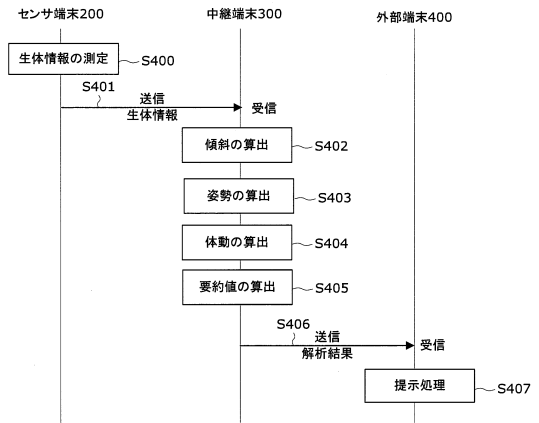 センサ端末200
中継端末300
外部端末400
生体情報の測定
S400
S401
送信
生体情報
受信
傾斜の算出
S402
姿勢の算出
S403
体動の算出
S404
要約値の算出
S405
S406
送信
解析結果
受信
提示処理
S407